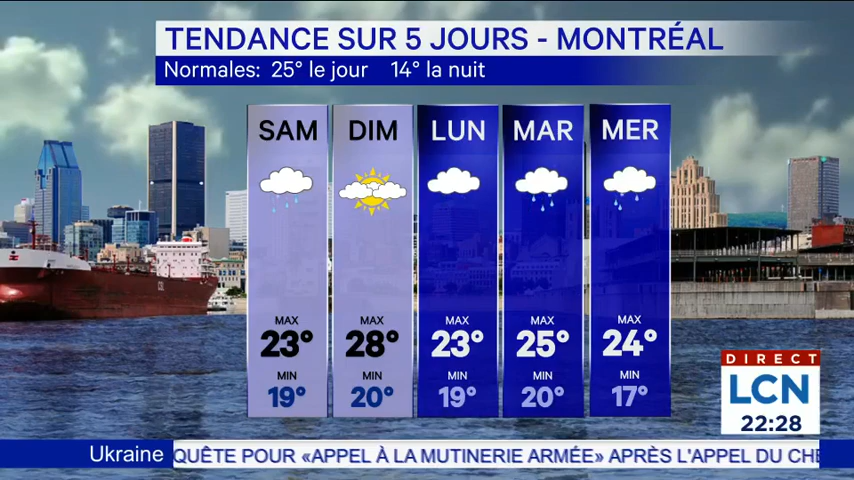 TENDANCE SUR 5 JOURS - MONTRÉAL
Normales: 25° le jour 14° la nuit
SAM DIM LUN MAR MER
MAX MAX MAX MAX MAX
23° 28° 23° 25° 24°
MIN MIN MIN MIN MIN
19° 20° 19° 20° 17°
DIRECT
LCN
22:28
Ukraine QUÊTE POUR «APPEL À LA MUTINERIE ARMÉE» APRÈS L'APPEL DU CHE